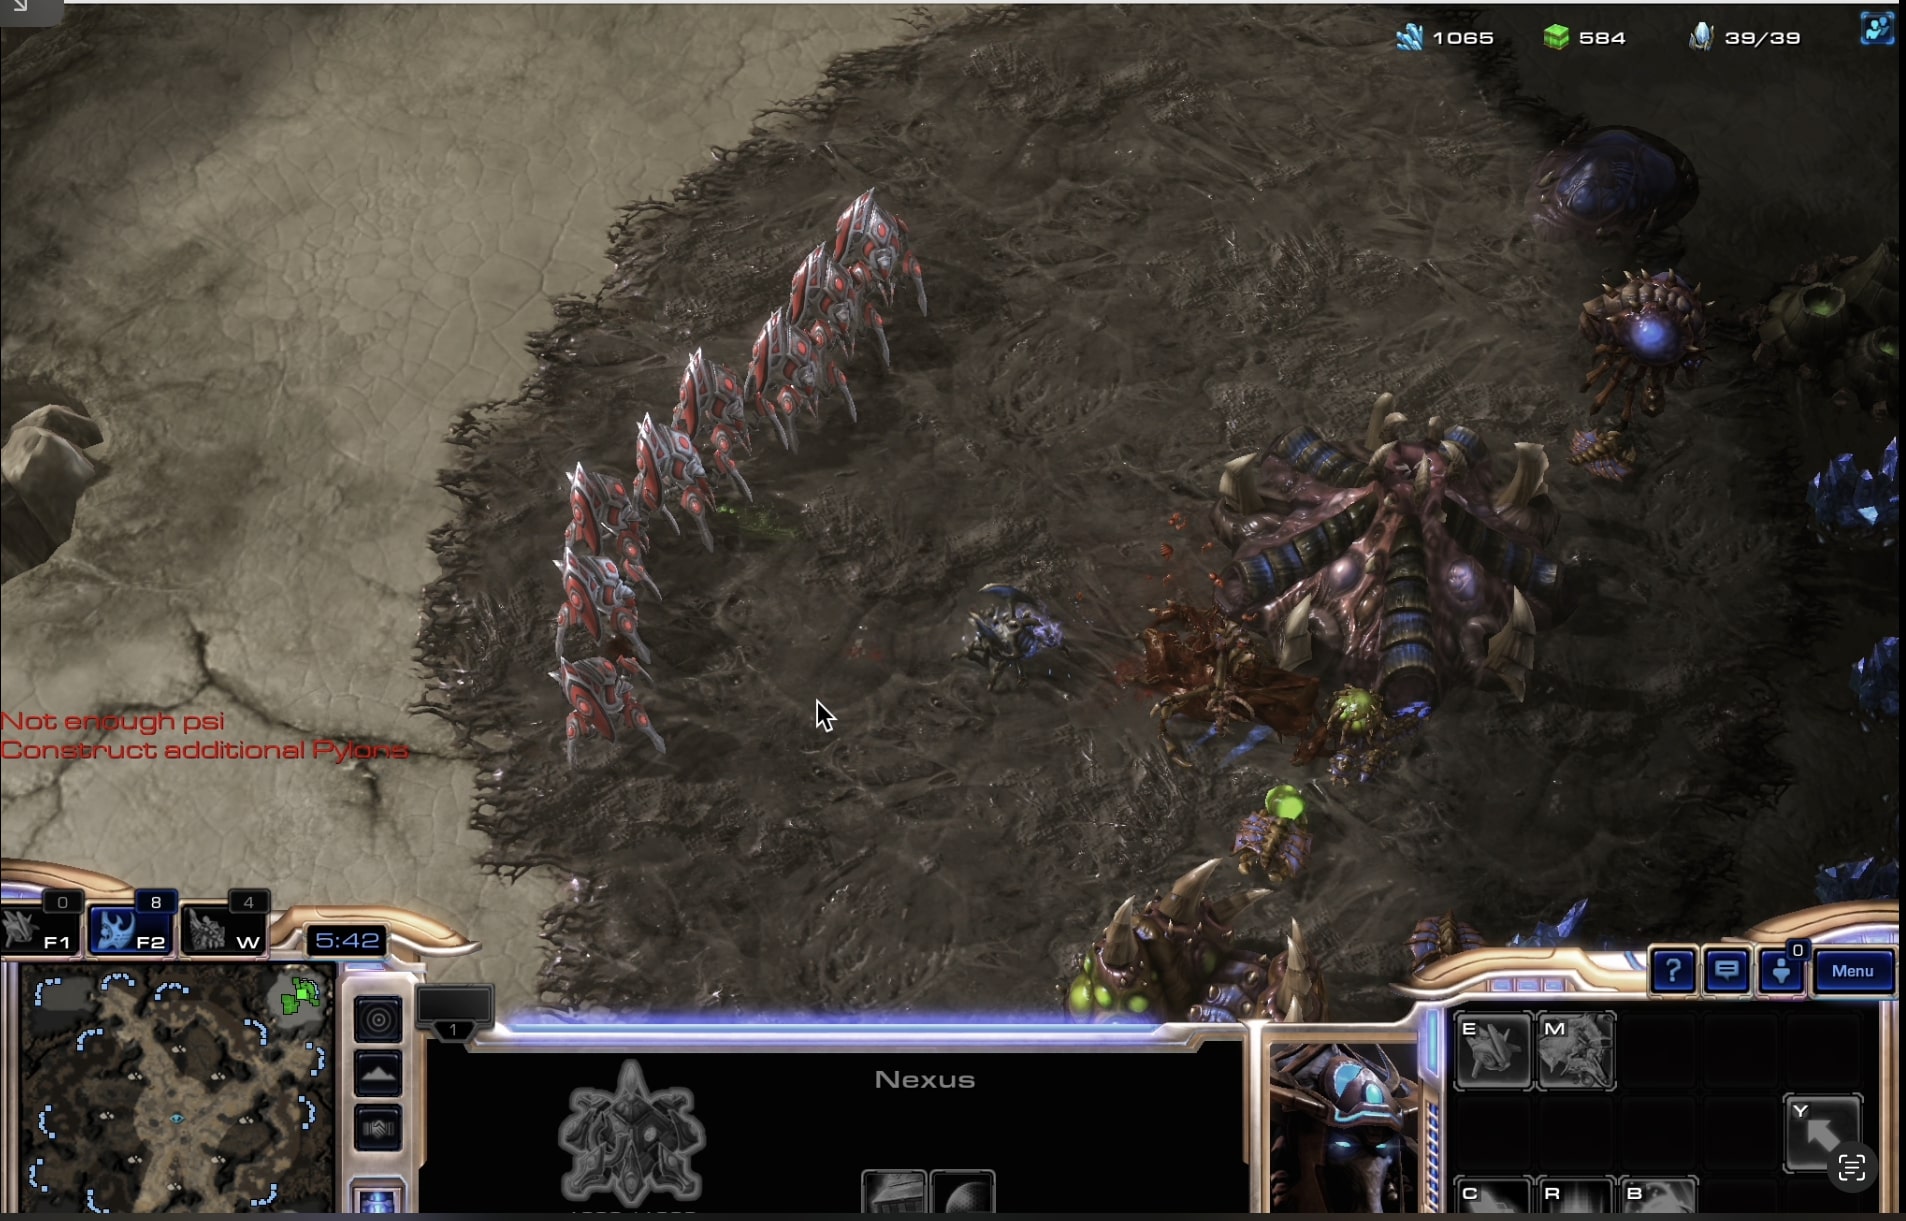 1065 584 39/39
Not enough psi
Construct additional Pylons
0 8 4
F1 F2 W
5:42
0
? Menu
1
Nexus
E M
Y
C R B